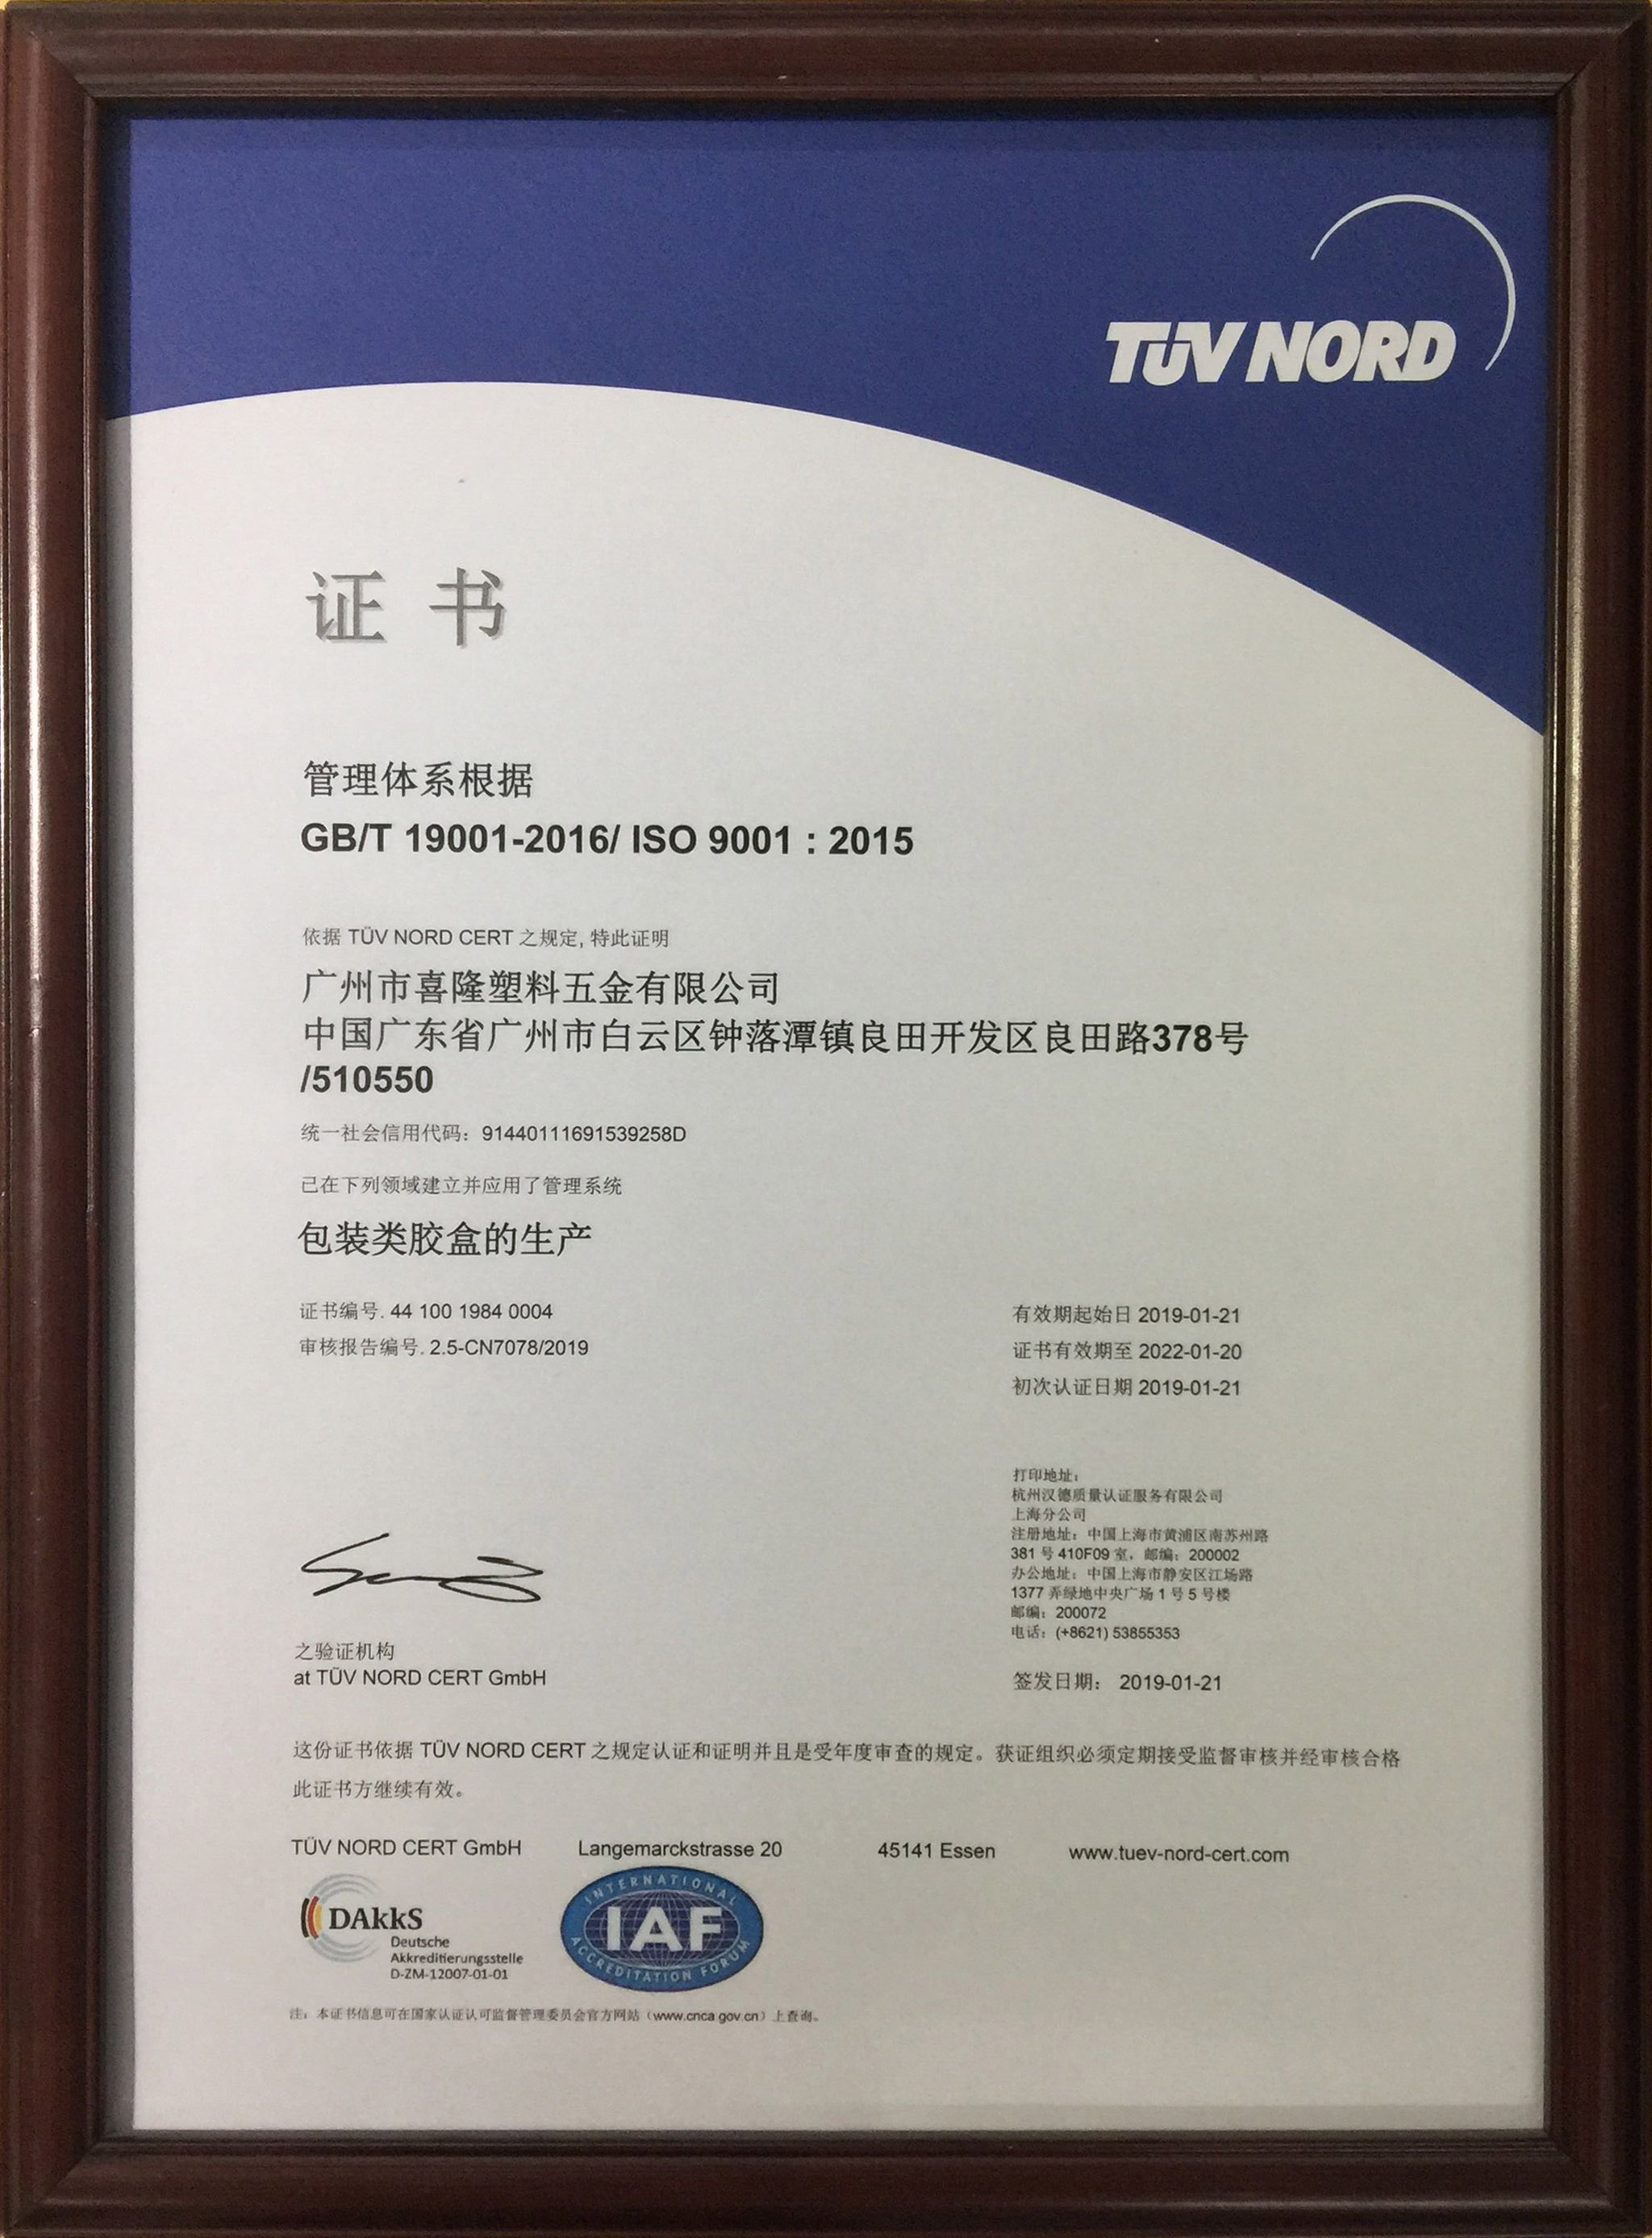 TÜV NORD
证 书
管理体系根据
GB/T 19001-2016/ ISO 9001 : 2015
依据 TÜV NORD CERT 之规定, 特此证明
广州市喜隆塑料五金有限公司
中国广东省广州市白云区钟落潭镇良田开发区良田路378号
/510550
统一社会信用代码：91440111691539258D
已在下列领域建立并应用了管理系统
包装类胶盒的生产
证书编号. 44 100 1984 0004
审核报告编号. 2.5-CN7078/2019
有效期起始日 2019-01-21
证书有效期至 2022-01-20
初次认证日期 2019-01-21
打印地址：
杭州汉德质量认证服务有限公司
上海分公司
注册地址：中国上海市黄浦区南苏州路
381 号 410F09 室，邮编：200002
办公地址：中国上海市静安区江场路
1377 弄绿地中央广场 1 号 5 号楼
邮编：200072
电话：(+8621) 53855353
之验证机构
at TÜV NORD CERT GmbH
签发日期： 2019-01-21
这份证书依据 TÜV NORD CERT 之规定认证和证明并且是受年度审查的规定。获证组织必须定期接受监督审核并经审核合格
此证书方继续有效。
TÜV NORD CERT GmbH Langemarckstrasse 20 45141 Essen www.tuev-nord-cert.com
DAkkS
Deutsche
Akkreditierungsstelle
D-ZM-12007-01-01
INTERNATIONAL
IAF
ACCREDITATION FORUM
注：本证书信息可在国家认证认可监督管理委员会官方网站（www.cnca.gov.cn）上查询。